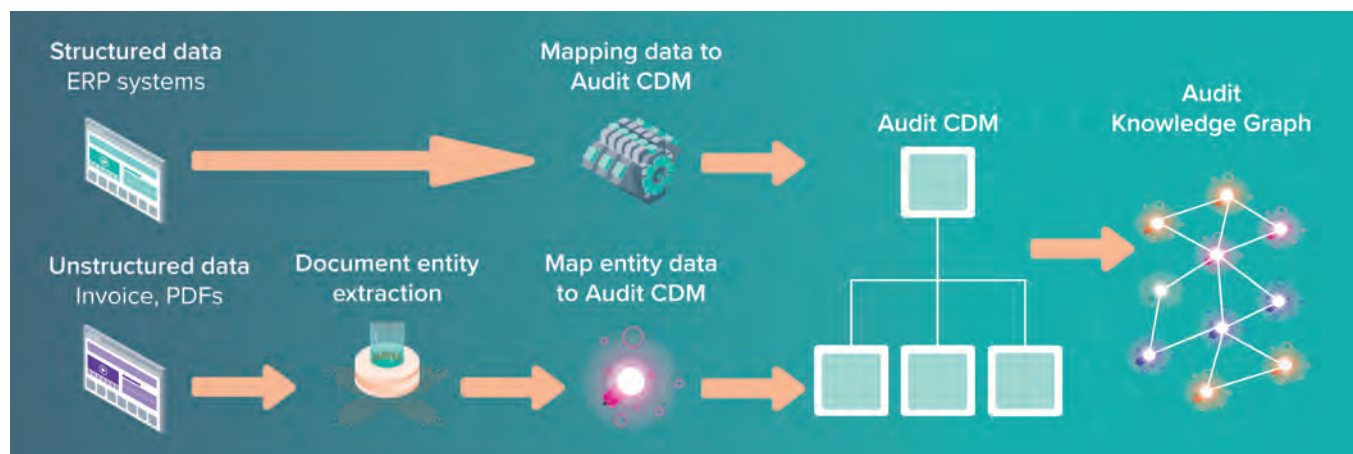 Structured data
ERP systems
Mapping data to
Audit CDM
Audit CDM
Audit
Knowledge Graph
Unstructured data
Invoice, PDFs
Document entity
extraction
Map entity data
to Audit CDM